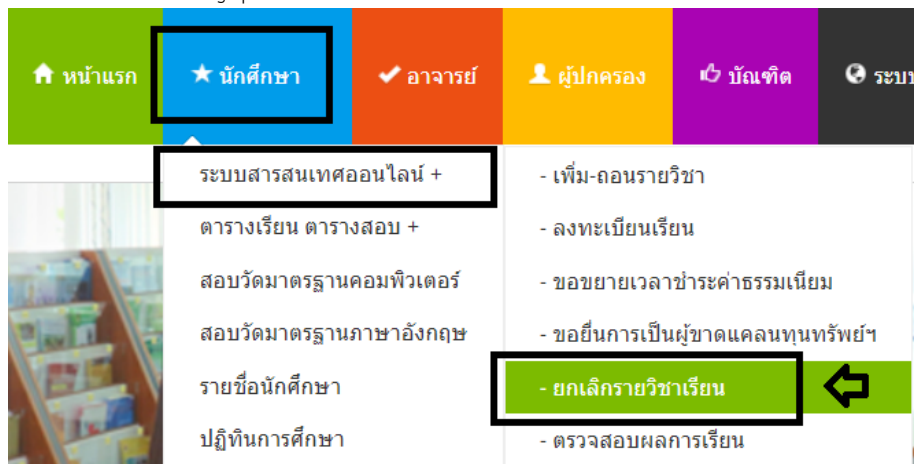 หน้าแรก
นักศึกษา
อาจารย์
ผู้ปกครอง
บัณฑิต
ระบบสารสนเทศออนไลน์ +
ตารางเรียน ตารางสอบ +
สอบวัดมาตรฐานคอมพิวเตอร์
สอบวัดมาตรฐานภาษาอังกฤษ
รายชื่อนักศึกษา
ปฏิทินการศึกษา
- เพิ่ม-ถอนรายวิชา
- ลงทะเบียนเรียน
- ขอขยายเวลาชำระค่าธรรมเนียม
- ขอยื่นการเป็นผู้ขาดแคลนทุนทรัพย์ฯ
- ยกเลิกรายวิชาเรียน
- ตรวจสอบผลการเรียน